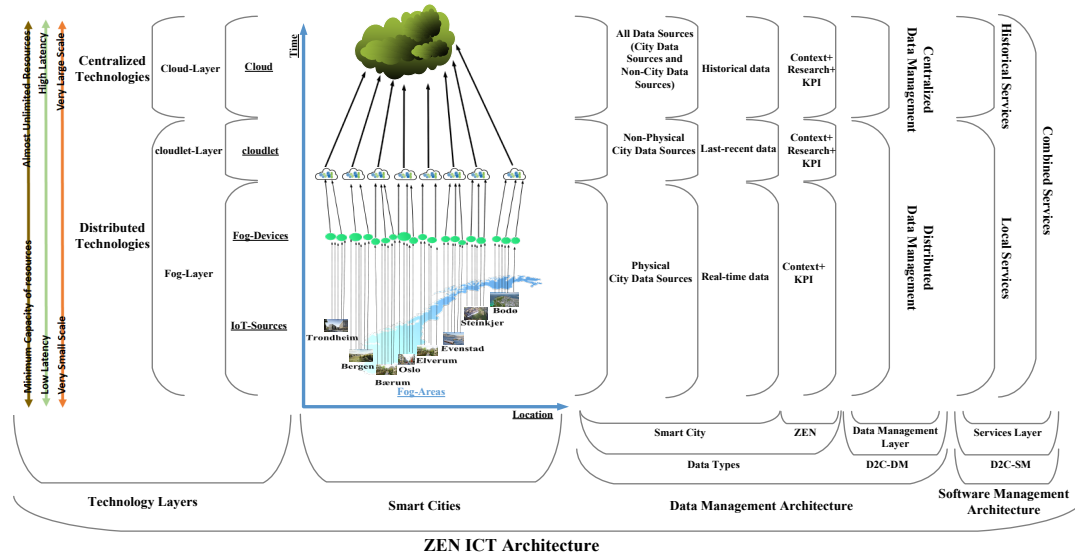 Almost Unlimited Resources
High Latency
Very Large Scale
Minimum Capacity of resources
Low Latency
Very Small Scale
Centralized
Technologies
Distributed
Technologies
Cloud-Layer
cloudlet-Layer
Fog-Layer
Cloud
cloudlet
Fog-Devices
IoT-Sources
Time
Trondheim
Bergen
Bærum
Oslo
Elverum
Evenstad
Steinkjer
Bodø
Fog-Areas
Location
All Data Sources
(City Data
Sources and
Non-City Data
Sources)
Historical data
Context+
Research+
KPI
Non-Physical
City Data Sources
Last-recent data
Context+
Research+
KPI
Physical
City Data Sources
Real-time data
Context+
KPI
Centralized
Data Management
Distributed
Data Management
Historical Services
Local Services
Combined Services
Smart City
ZEN
Data Management
Layer
Services Layer
Data Types
D2C-DM
D2C-SM
Technology Layers
Smart Cities
Data Management Architecture
Software Management
Architecture
ZEN ICT Architecture